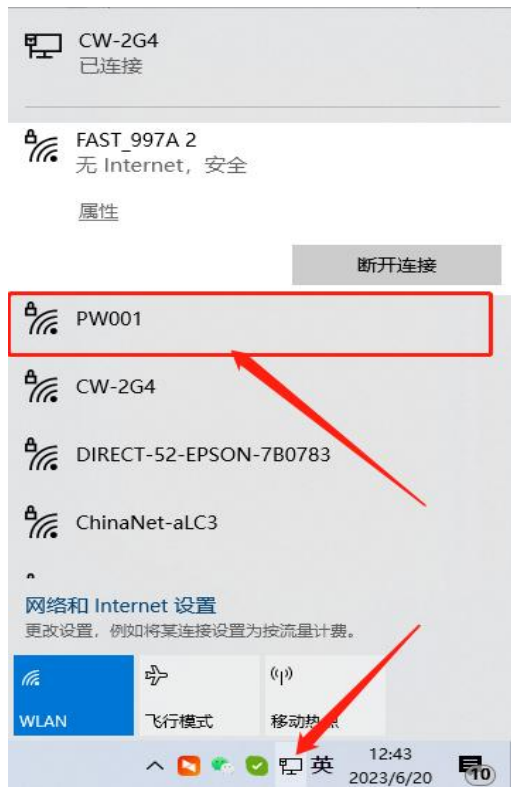 CW-2G4
已连接
FAST_997A 2
无 Internet，安全
属性
断开连接
PW001
CW-2G4
DIRECT-52-EPSON-7B0783
ChinaNet-aLC3
网络和 Internet 设置
更改设置，例如将某连接设置为按流量计费。
WLAN
飞行模式
移动热点
英
12:43
2023/6/20
10